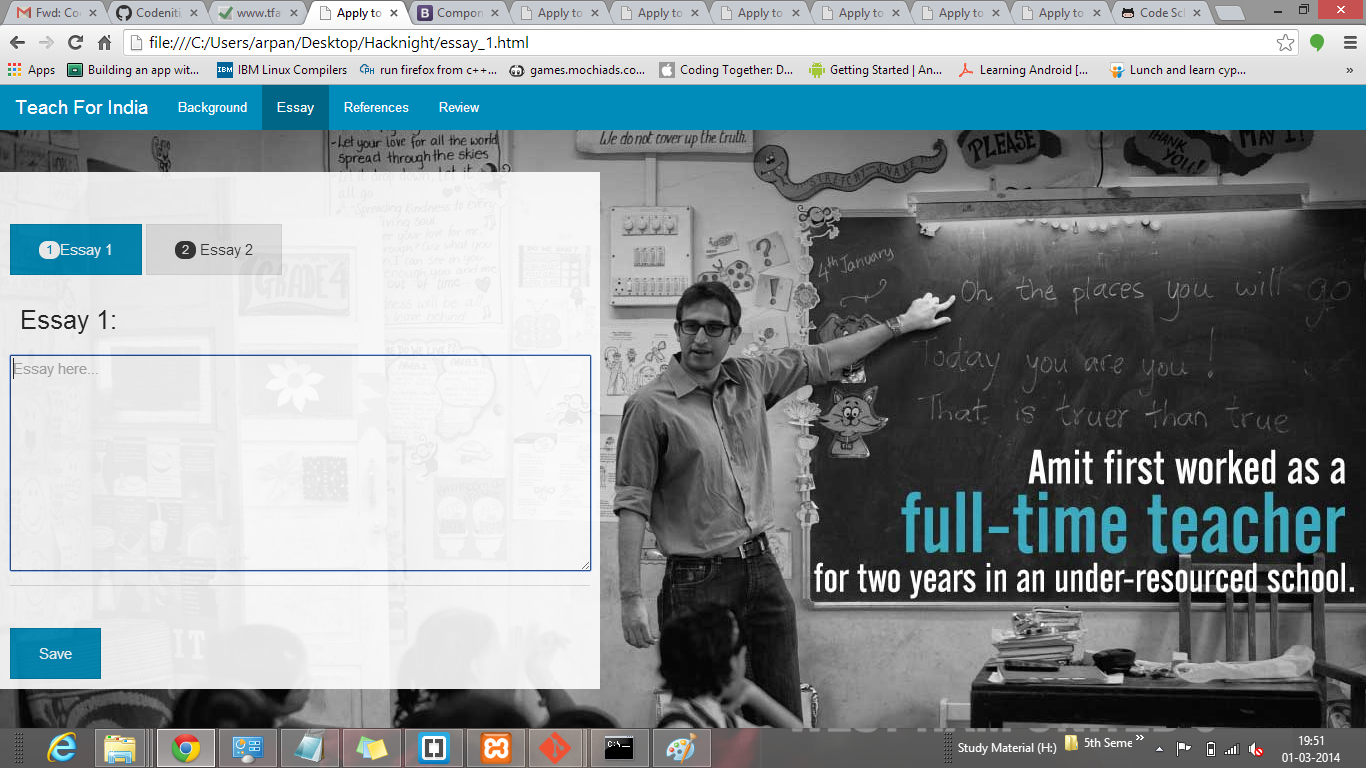 Fwd: Co
Codeniti
www.tfa
Apply to
Compon
Apply to
Apply to
Apply to
Apply to
Apply to
Apply to
Code Sc
file:///C:/Users/arpan/Desktop/Hacknight/essay_1.html
Apps
Building an app wit...
IBM Linux Compilers
run firefox from c++...
games.mochiads.co...
Coding Together: D...
Getting Started | An...
Learning Android [...
Lunch and learn cyp...
»
Teach For India
Background
Essay
References
Review
-Let your love for all the world
spread through the skies
We do not cover up the truth.
STRETCHY SNAKE
PLEASE
THANK
YOU!
MAY I?
1 Essay 1
2 Essay 2
GRADE 4
Essay 1:
Essay here...
4th January
Oh the places you will go
Today you are you!
That is truer than true
Amit first worked as a
full-time teacher
for two years in an under-resourced school.
Save
Study Material (H:)
5th Seme
»
19:51
01-03-2014